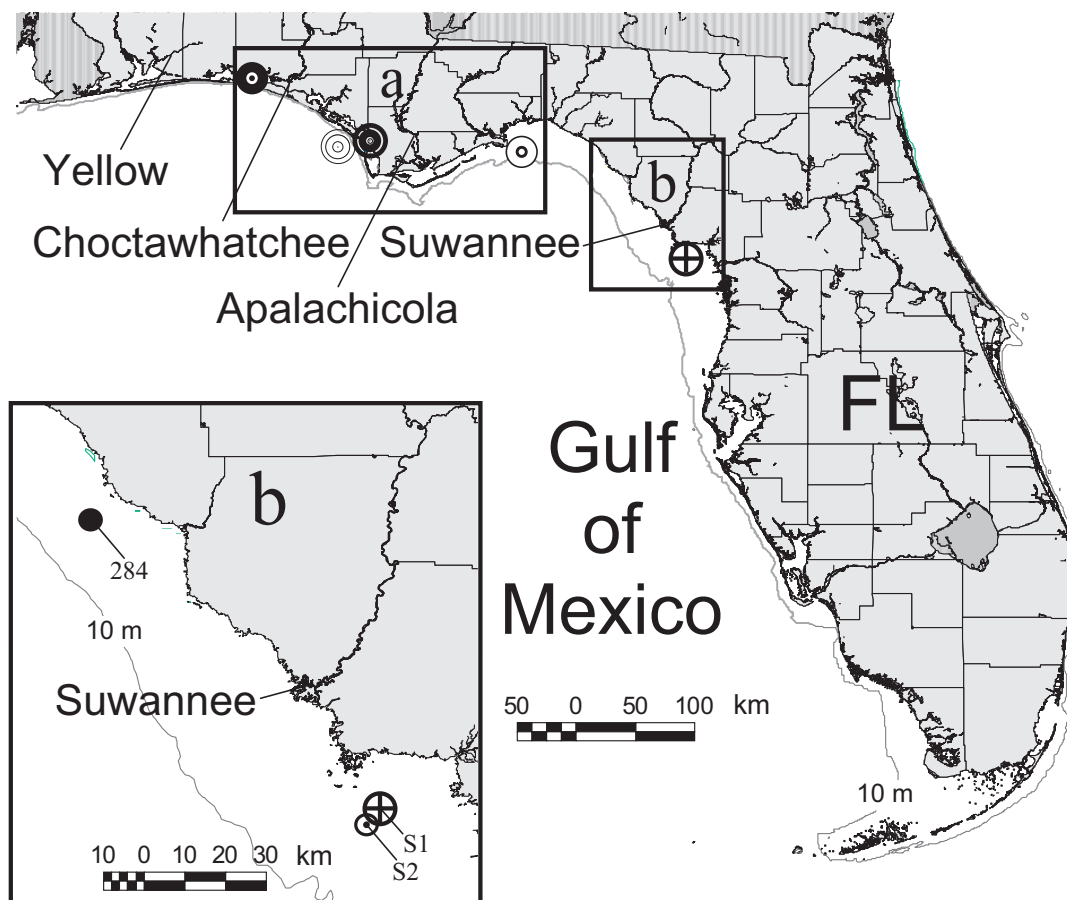 a
Yellow
b
Choctawhatchee
Suwannee
Apalachicola
FL
Gulf
of
Mexico
50 0 50 100 km
10 m
b
284
10 m
Suwannee
S1
S2
10 0 10 20 30 km